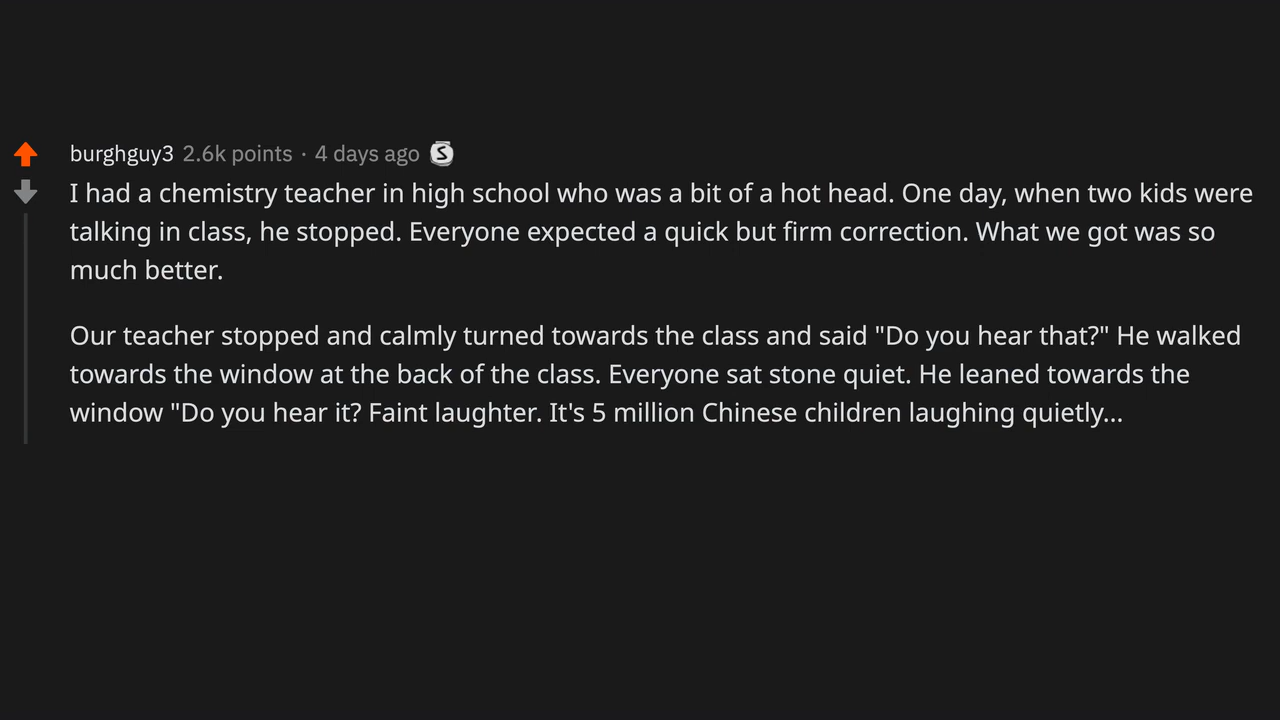 burghguy3 2.6k points · 4 days ago S
I had a chemistry teacher in high school who was a bit of a hot head. One day, when two kids were
talking in class, he stopped. Everyone expected a quick but firm correction. What we got was so
much better.
Our teacher stopped and calmly turned towards the class and said "Do you hear that?" He walked
towards the window at the back of the class. Everyone sat stone quiet. He leaned towards the
window "Do you hear it? Faint laughter. It's 5 million Chinese children laughing quietly...